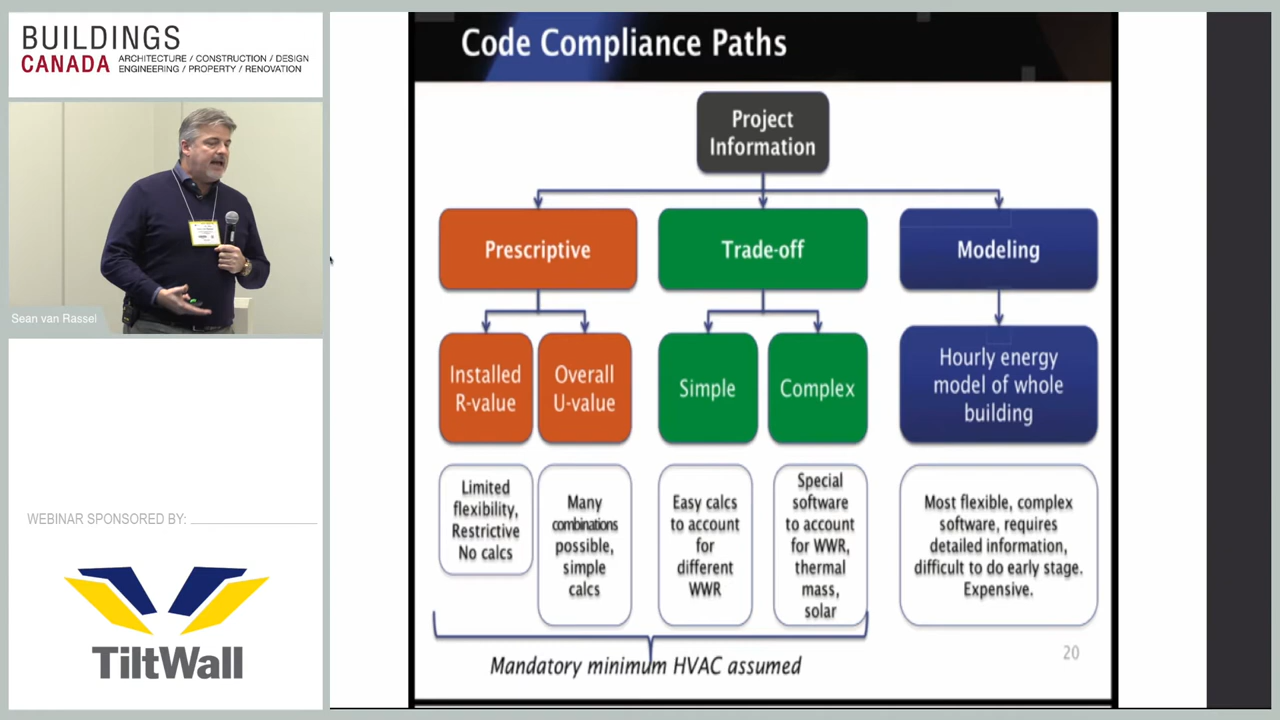 BUILDINGS
CANADA
ARCHITECTURE / CONSTRUCTION / DESIGN
ENGINEERING / PROPERTY / RENOVATION
Sean van Rassel
WEBINAR SPONSORED BY:
TiltWall
Code Compliance Paths
Project
Information
Prescriptive
Trade-off
Modeling
Installed
R-value
Overall
U-value
Simple
Complex
Hourly energy
model of whole
building
Limited
flexibility,
Restrictive
No calcs
Many
combinations
possible,
simple
calcs
Easy calcs
to account
for
different
WWR
Special
software
to account
for WWR,
thermal
mass,
solar
Most flexible, complex
software, requires
detailed information,
difficult to do early stage.
Expensive.
Mandatory minimum HVAC assumed
20